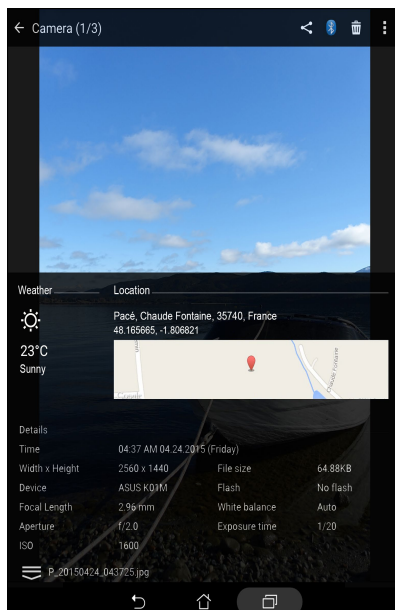 Camera (1/3)
Weather Location
Pacé, Chaude Fontaine, 35740, France
48.165665, -1.806821
23°C
Sunny
Chaude Fontaine
Google
Details
Time 04:37 AM 04.24.2015 (Friday)
Width x Height 2560 x 1440 File size 64.88KB
Device ASUS K01M Flash No flash
Focal Length 2.96 mm White balance Auto
Aperture f/2.0 Exposure time 1/20
ISO 1600
P_20150424_043725.jpg